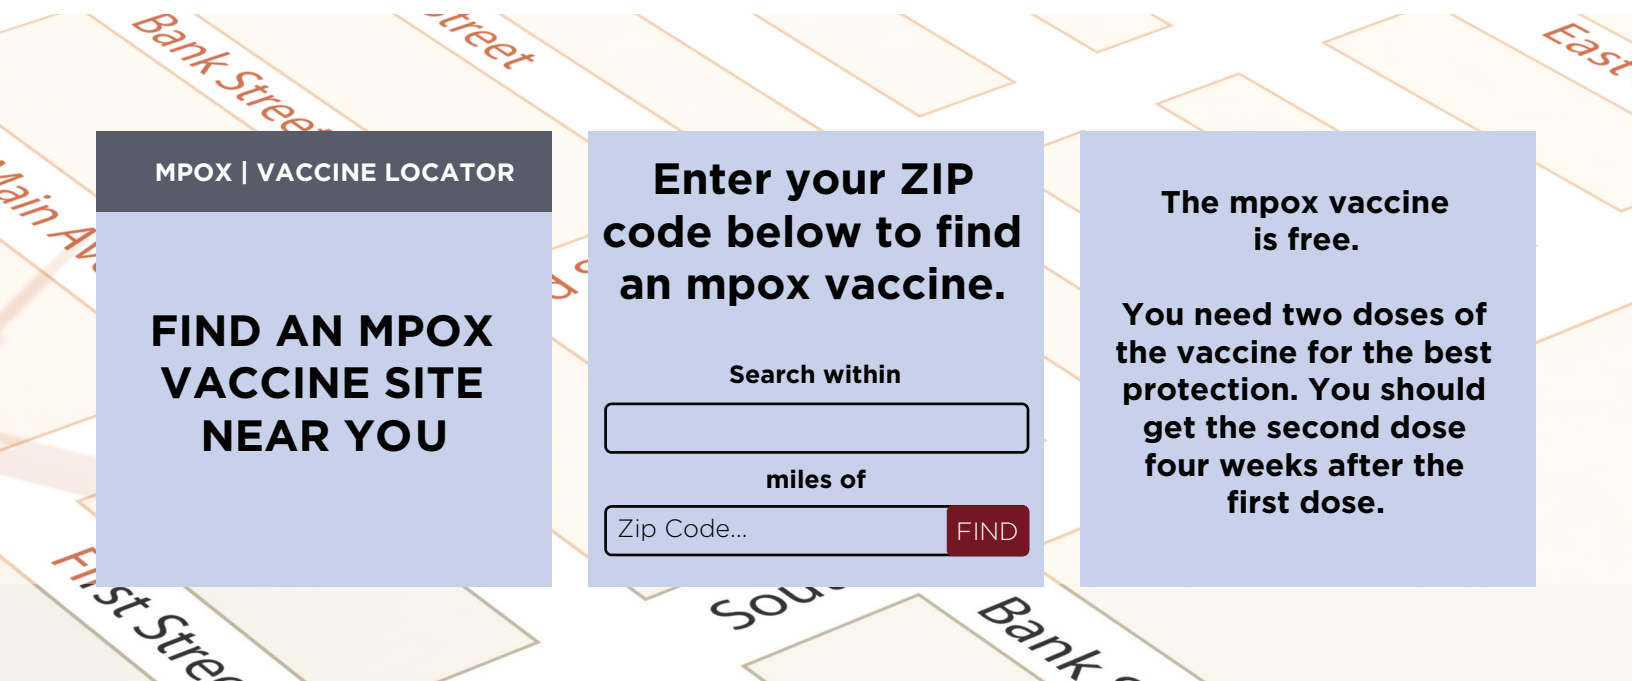 Bank Street
Street
East
Main
MPOX | VACCINE LOCATOR
FIND AN MPOX
VACCINE SITE
NEAR YOU
Enter your ZIP
code below to find
an mpox vaccine.
Search within
miles of
Zip Code...
FIND
The mpox vaccine
is free.
You need two doses of
the vaccine for the best
protection. You should
get the second dose
four weeks after the
first dose.
First Street
Bank